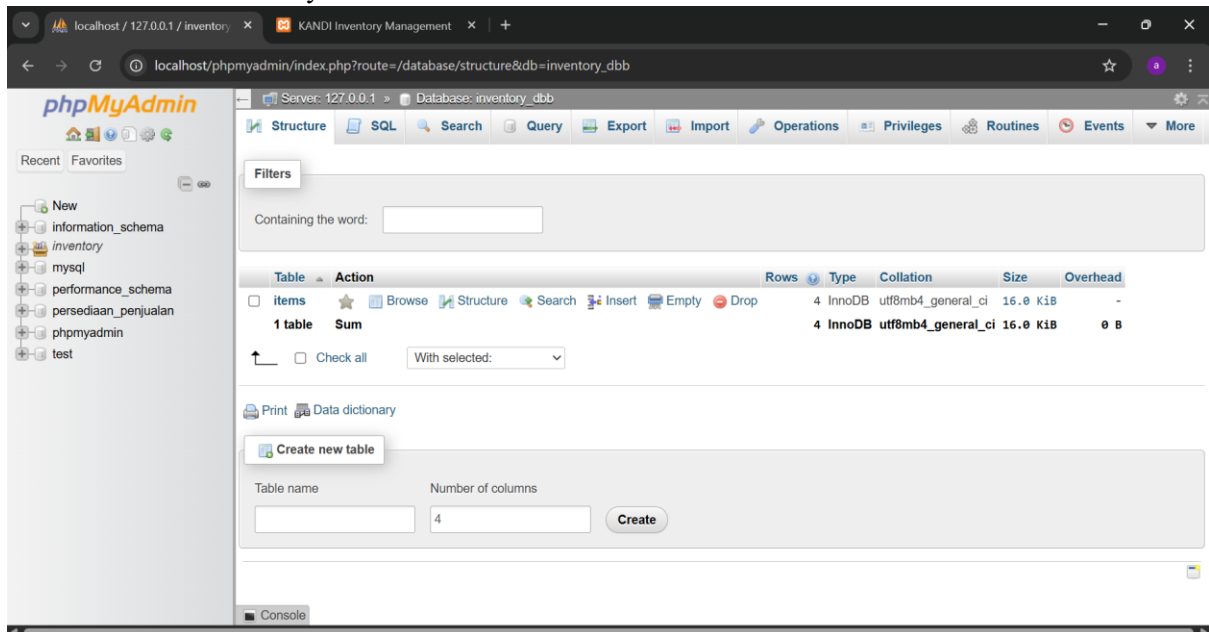 localhost / 127.0.0.1 / inventory
KANDI Inventory Management
localhost/phpmyadmin/index.php?route=/database/structure&db=inventory_dbb
a
phpMyAdmin
Recent Favorites
New
information_schema
inventory
mysql
performance_schema
persediaan_penjualan
phpmyadmin
test
Server: 127.0.0.1 » Database: inventory_dbb
Structure SQL Search Query Export Import Operations Privileges Routines Events More
Filters
Containing the word:
Table Action Rows Type Collation Size Overhead
items Browse Structure Search Insert Empty Drop 4 InnoDB utf8mb4_general_ci 16.0 KiB -
1 table Sum 4 InnoDB utf8mb4_general_ci 16.0 KiB 0 B
Check all With selected:
Print Data dictionary
Create new table
Table name Number of columns
4 Create
Console